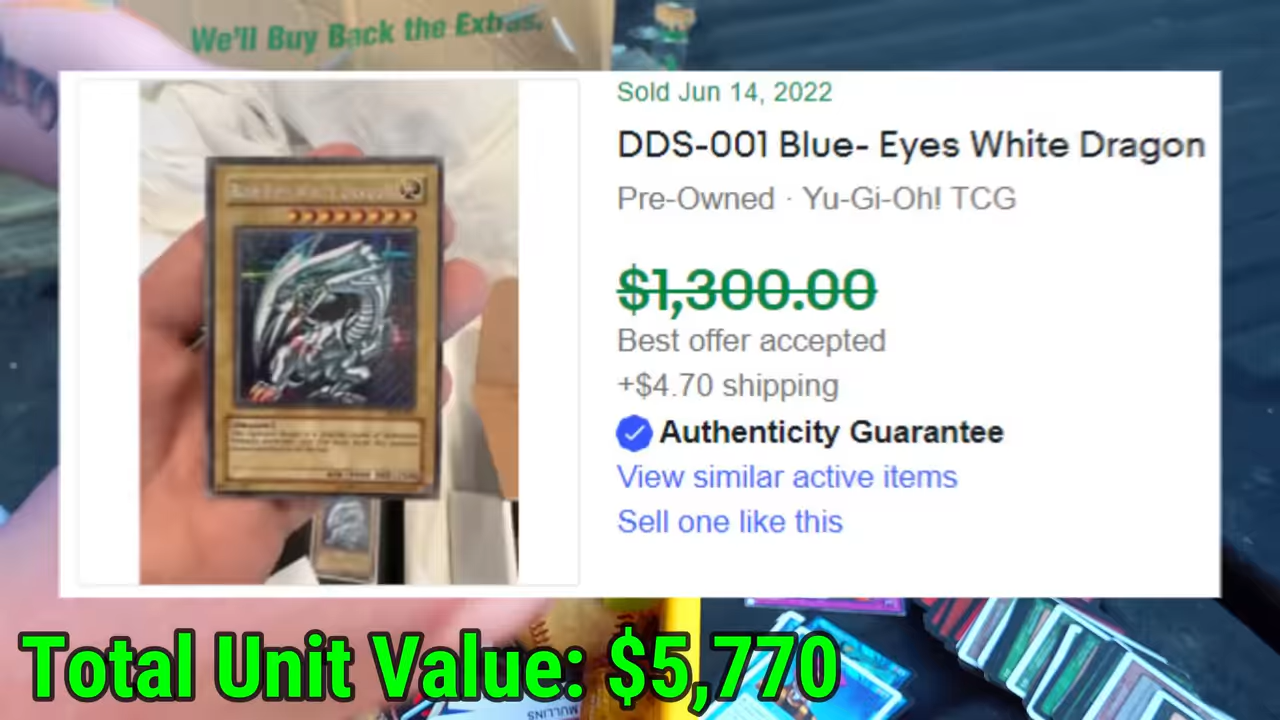 We'll Buy Back the Extras.
Sold Jun 14, 2022
DDS-001 Blue- Eyes White Dragon
Pre-Owned · Yu-Gi-Oh! TCG
$1,300.00
Best offer accepted
+$4.70 shipping
Authenticity Guarantee
View similar active items
Sell one like this
Total Unit Value: $5,770